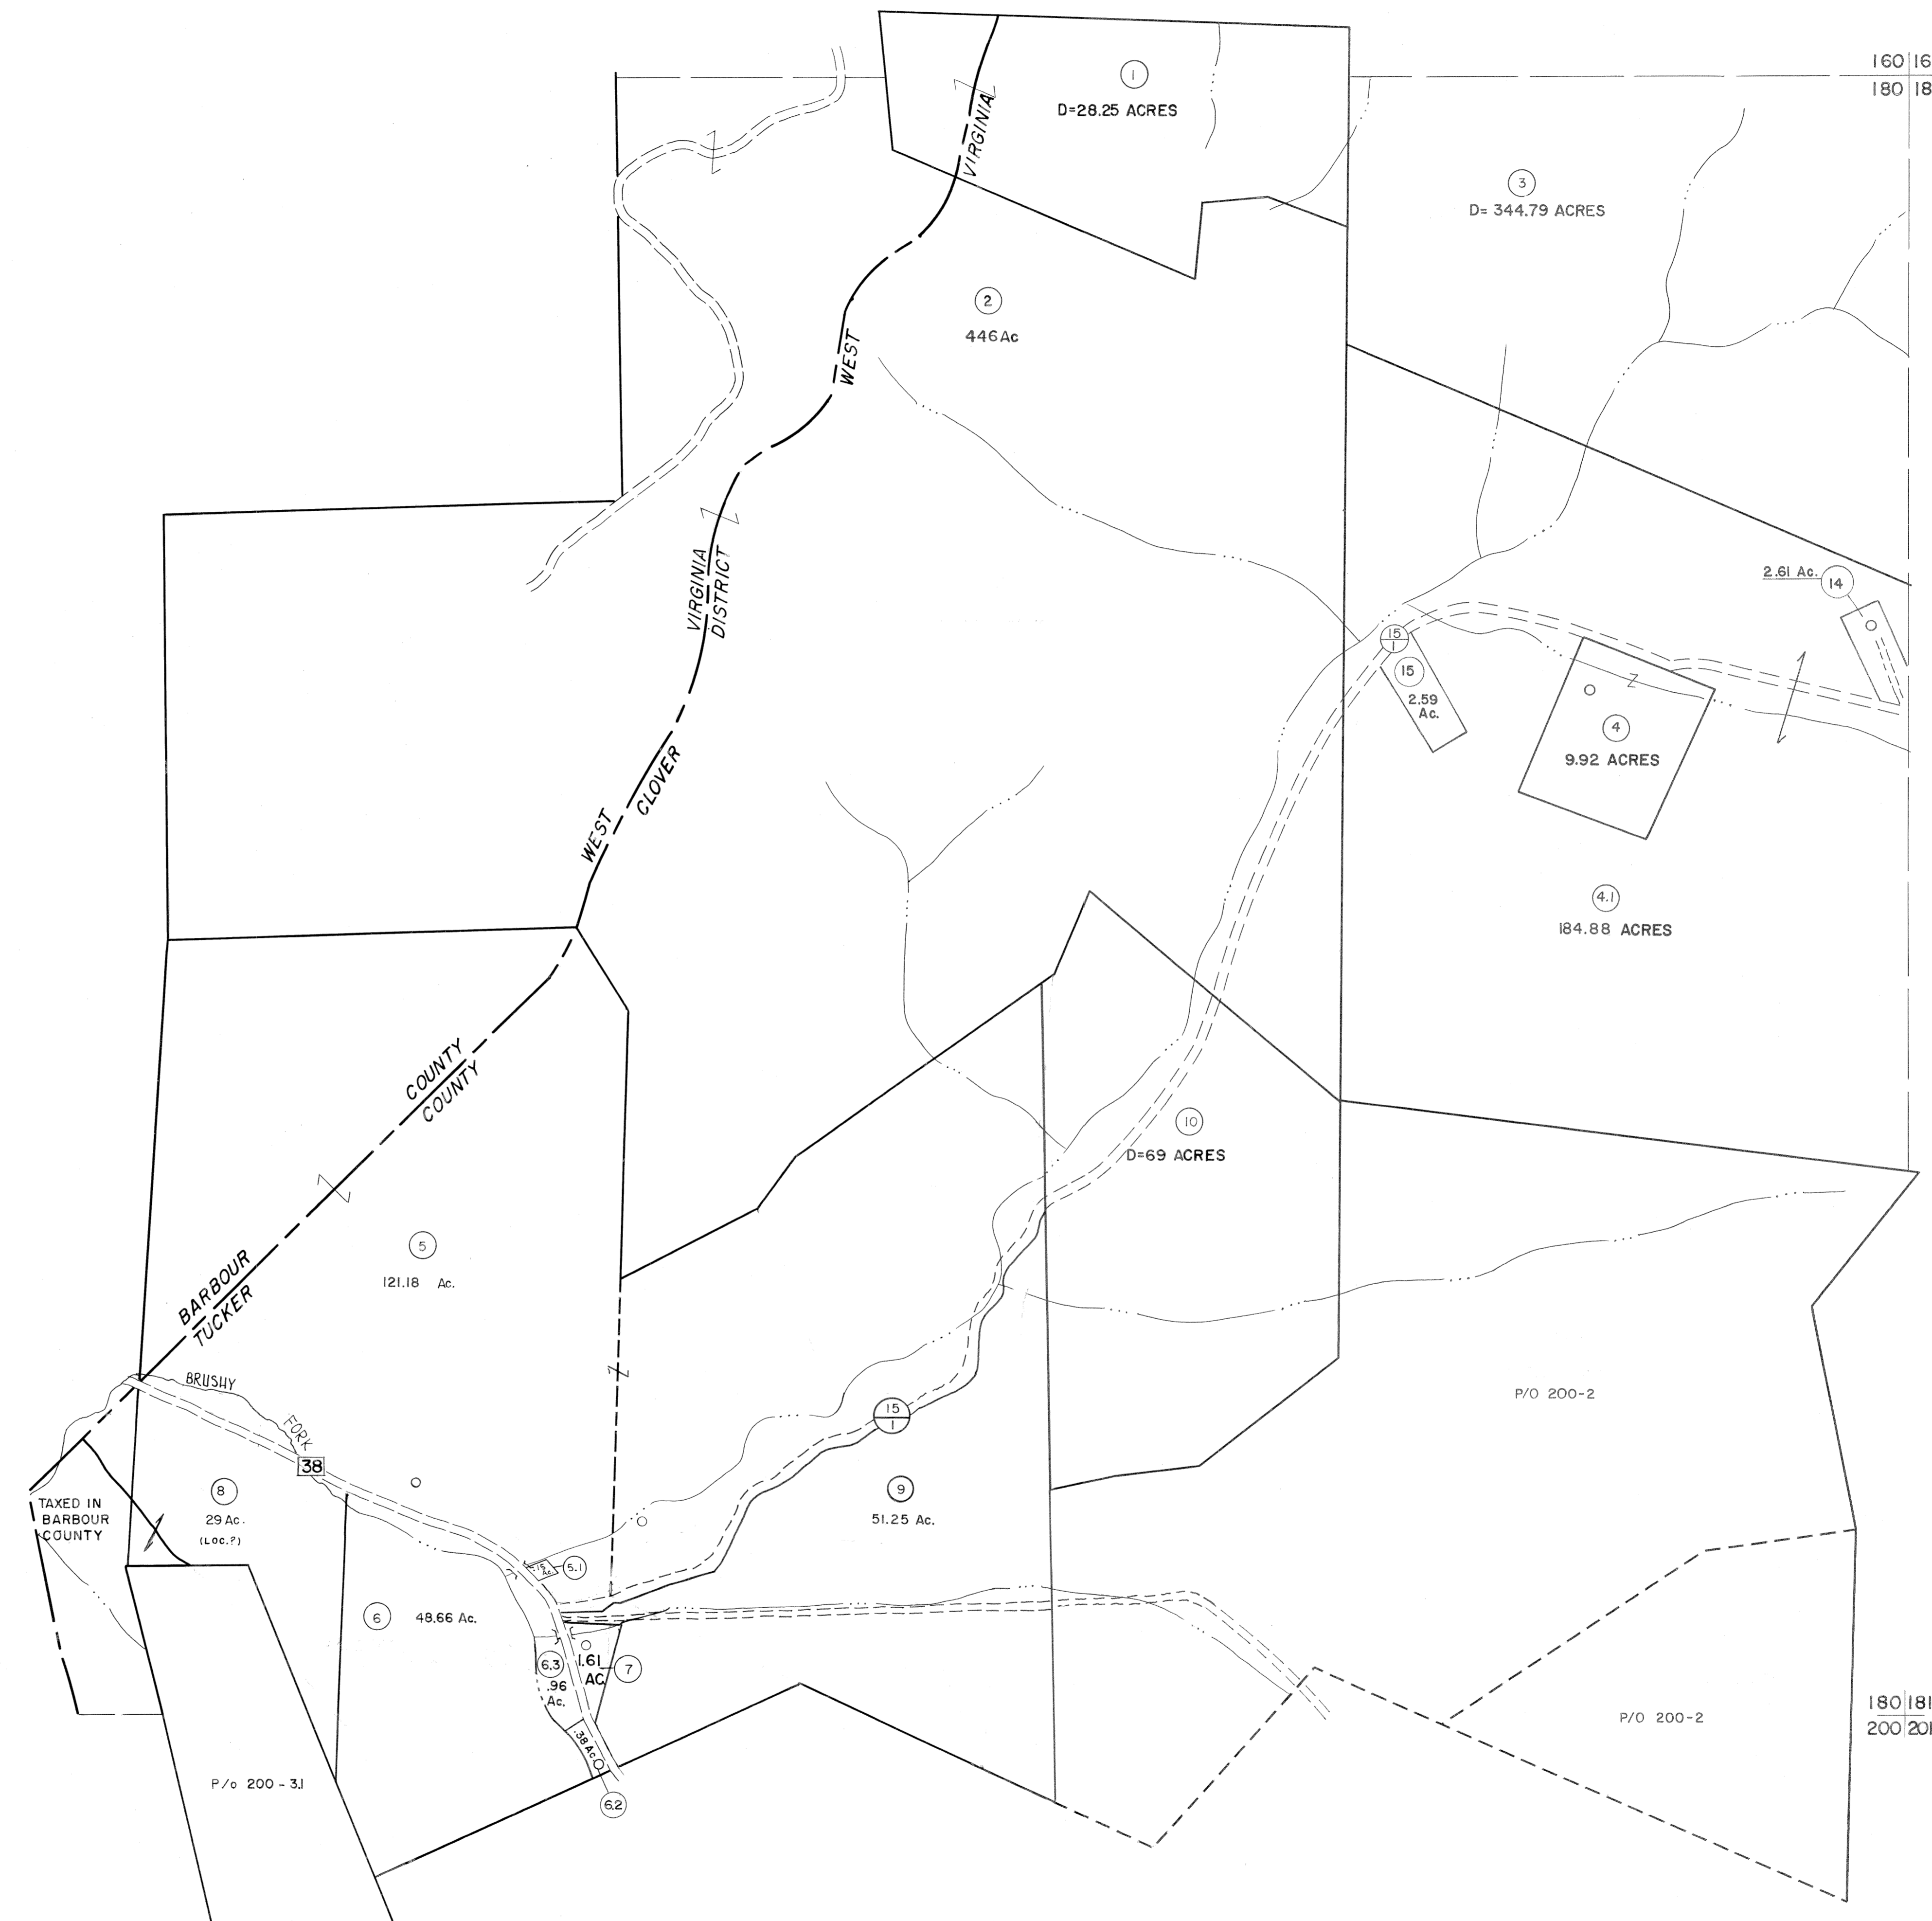 160 16
180 18
1
D=28.25 ACRES
VIRGINIA
3
D= 344.79 ACRES
2
446 Ac
WEST
VIRGINIA
DISTRICT
2.61 Ac.
14
15
1
15
2.59
Ac.
4
9.92 ACRES
WEST
CLOVER
4.1
184.88 ACRES
COUNTY
COUNTY
10
D=69 ACRES
5
121.18 Ac.
BARBOUR
TUCKER
BRUSHY
FORK
38
P/O 200-2
15
1
8
29 Ac.
(LOC.?)
TAXED IN
BARBOUR
COUNTY
9
51.25 Ac.
.15
Ac.
5.1
6
48.66 Ac.
6.3
.96
Ac.
1.61
AC
7
.38 Ac.
6.2
P/o 200-3.1
P/O 200-2
180 181
200 201